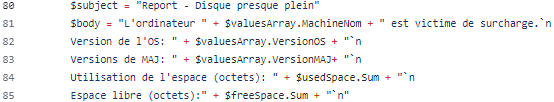 80 $subject = "Report - Disque presque plein"
81 $body = "L'ordinateur " + $valuesArray.MachineNom + " est victime de surcharge.`n
82 Version de l'OS: " + $valuesArray.VersionOS + "`n
83 Versions de MAJ: " + $valuesArray.VersionMAJ+ "`n
84 Utilisation de l'espace (octets): " + $usedSpace.Sum + "`n
85 Espace libre (octets):" + $freeSpace.Sum + "`n"